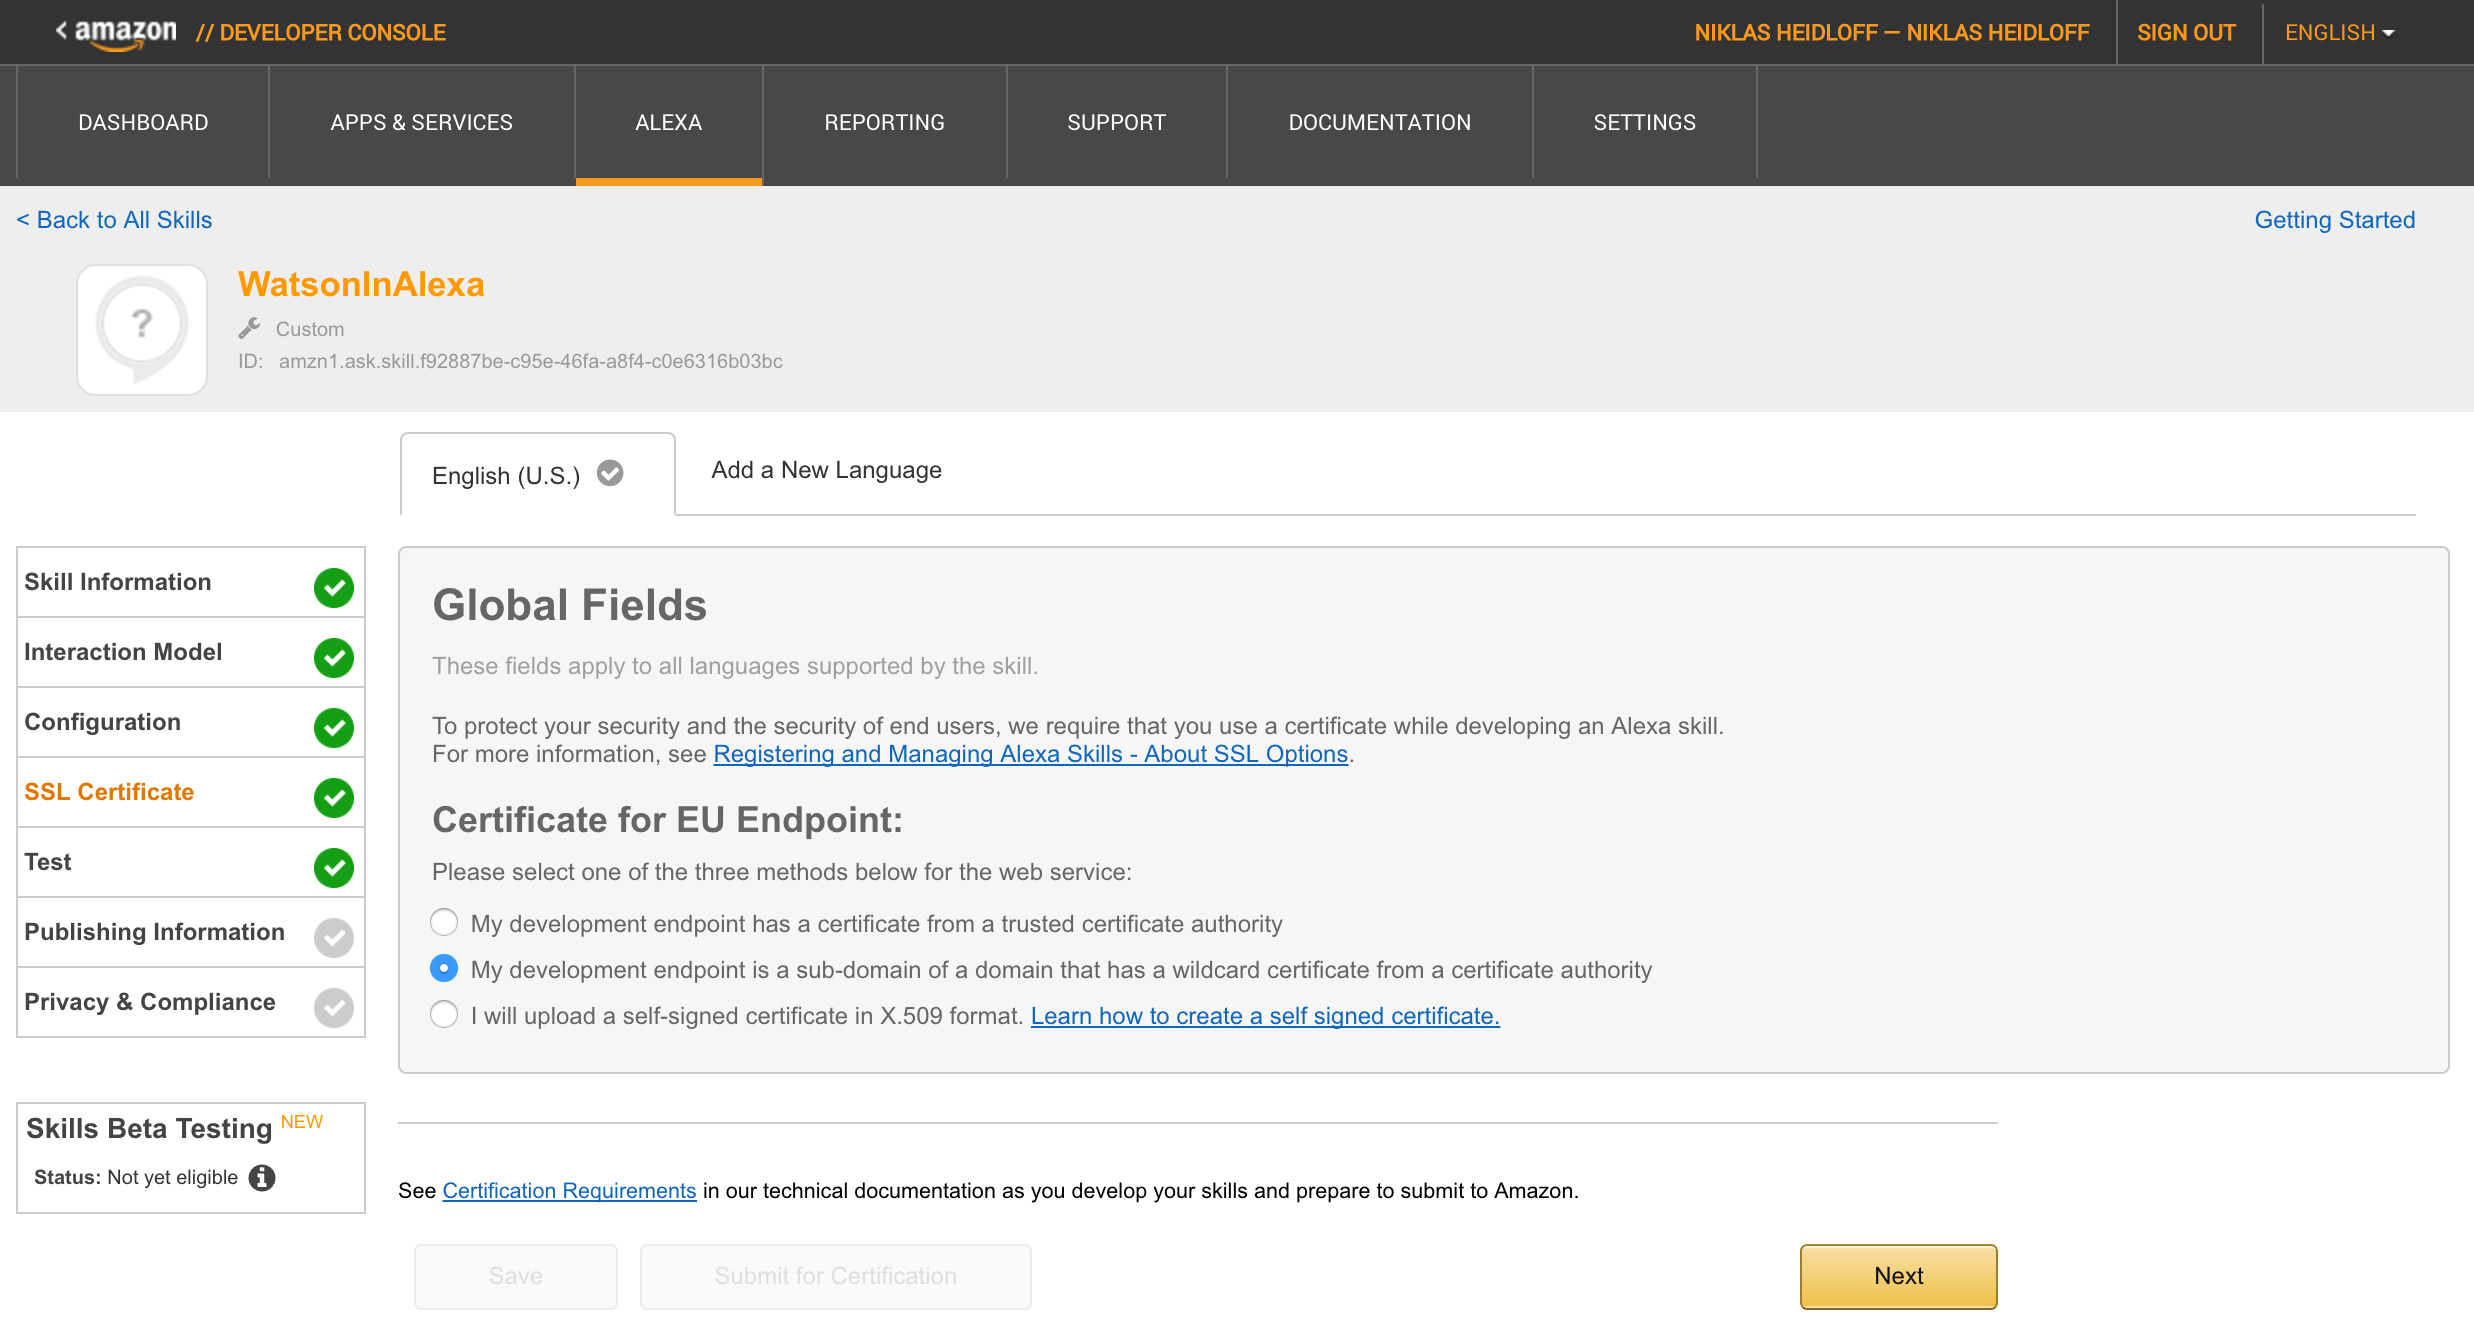 amazon // DEVELOPER CONSOLE
NIKLAS HEIDLOFF — NIKLAS HEIDLOFF
SIGN OUT
ENGLISH
DASHBOARD
APPS & SERVICES
ALEXA
REPORTING
SUPPORT
DOCUMENTATION
SETTINGS
< Back to All Skills
Getting Started
?
WatsonInAlexa
Custom
ID: amzn1.ask.skill.f92887be-c95e-46fa-a8f4-c0e6316b03bc
English (U.S.)
Add a New Language
Skill Information
Interaction Model
Configuration
SSL Certificate
Test
Publishing Information
Privacy & Compliance
Skills Beta Testing NEW
Status: Not yet eligible
Global Fields
These fields apply to all languages supported by the skill.
To protect your security and the security of end users, we require that you use a certificate while developing an Alexa skill.
For more information, see Registering and Managing Alexa Skills - About SSL Options.
Certificate for EU Endpoint:
Please select one of the three methods below for the web service:
My development endpoint has a certificate from a trusted certificate authority
My development endpoint is a sub-domain of a domain that has a wildcard certificate from a certificate authority
I will upload a self-signed certificate in X.509 format. Learn how to create a self signed certificate.
See Certification Requirements in our technical documentation as you develop your skills and prepare to submit to Amazon.
Save
Submit for Certification
Next